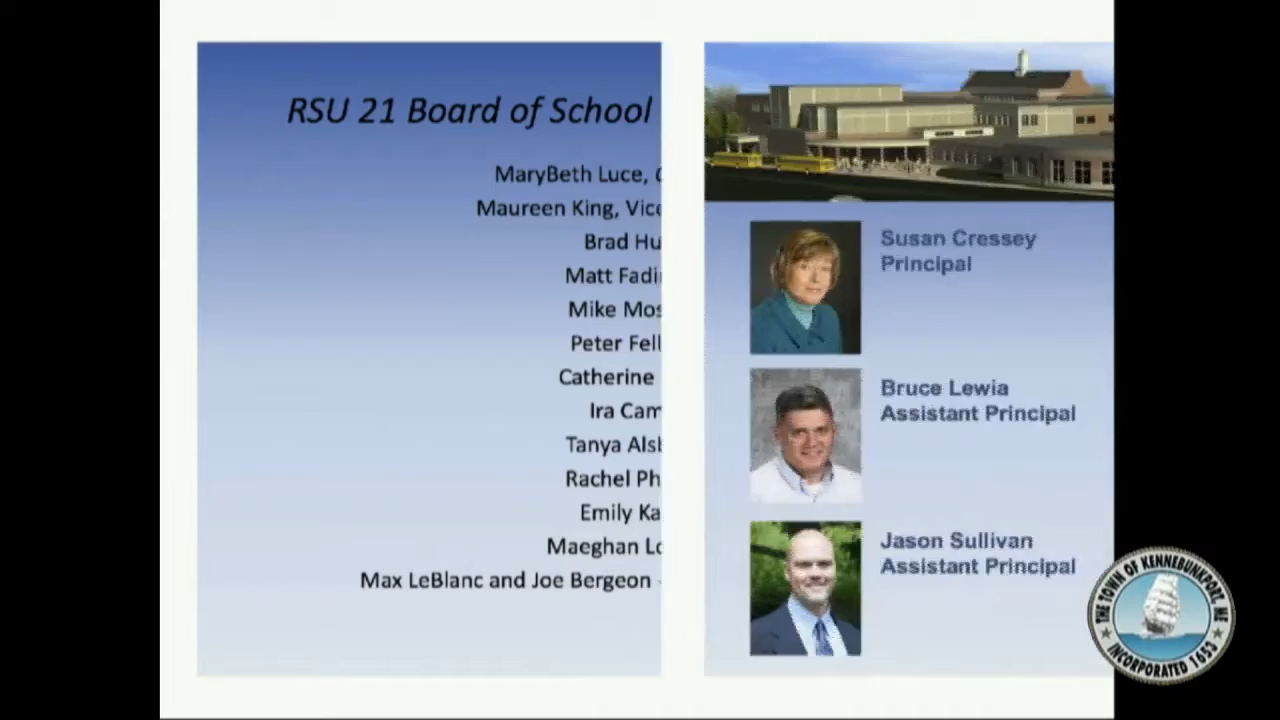 RSU 21 Board of School
MaryBeth Luce,
Maureen King, Vice
Brad Hu
Matt Fadi
Mike Mos
Peter Fell
Catherine
Ira Cam
Tanya Als
Rachel Ph
Emily Ka
Maeghan Lo
Max LeBlanc and Joe Bergeon -
Susan Cressey
Principal
Bruce Lewia
Assistant Principal
Jason Sullivan
Assistant Principal
THE TOWN OF KENNEBUNKPORT, ME
INCORPORATED 1653